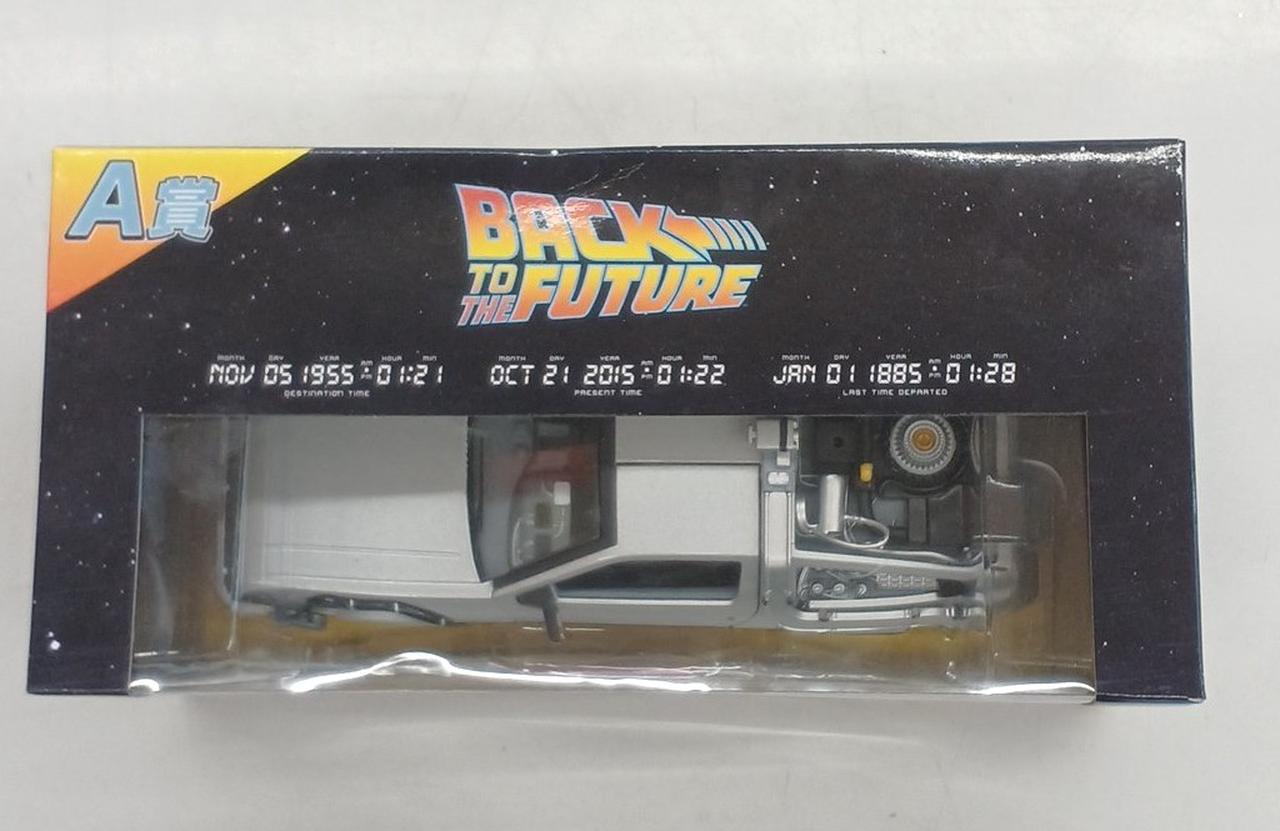 A賞
BACK
TO
THE FUTURE
MONTH DAY YEAR AM PM HOUR MIN
NOV 05 1955 01:21
DESTINATION TIME
MONTH DAY YEAR AM PM HOUR MIN
OCT 21 2015 01:22
PRESENT TIME
MONTH DAY YEAR AM PM HOUR MIN
JAN 01 1885 01:28
LAST TIME DEPARTED